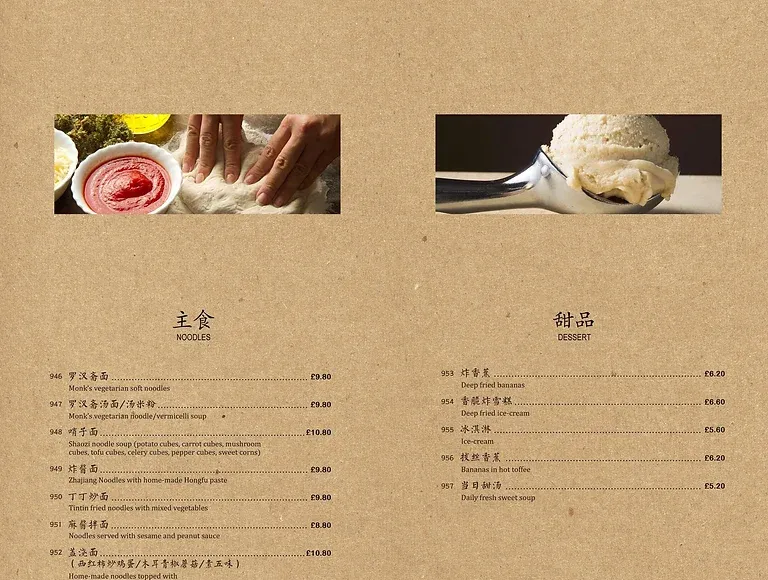 主食
NOODLES
946 罗汉斋面 £9.80
Monk's vegetarian soft noodles
947 罗汉斋汤面/汤米粉 £9.80
Monk's vegetarian noodle/vermicelli soup
948 哨子面 £10.80
Shaozi noodle soup (potato cubes, carrot cubes, mushroom
cubes, tofu cubes, celery cubes, pepper cubes, sweet corns)
949 炸酱面 £9.80
Zhajiang Noodles with home-made Hongfu paste
950 丁丁炒面 £9.80
Tintin fried noodles with mixed vegetables
951 麻酱拌面 £8.80
Noodles served with sesame and peanut sauce
952 盖浇面 £10.80
(西红柿炒鸡蛋/木耳青椒蘑菇/素五味)
Home-made noodles topped with
甜品
DESSERT
953 炸香蕉 £6.20
Deep fried bananas
954 香脆炸雪糕 £6.60
Deep fried ice-cream
955 冰淇淋 £5.60
Ice-cream
956 拔丝香蕉 £6.20
Bananas in hot toffee
957 当日甜汤 £5.20
Daily fresh sweet soup